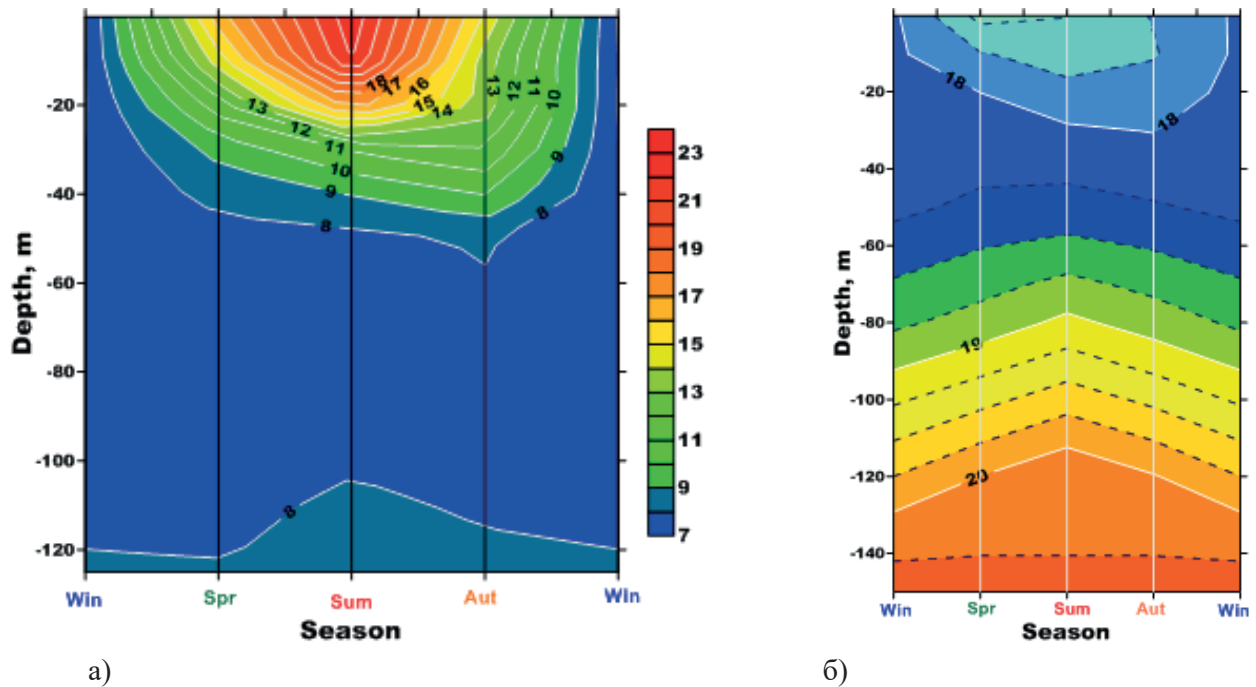 -20
-40
-60
-80
-100
-120
Depth, m
18
17
16
15
14
13
12
11
10
9
8
13
12
11
10
9
8
8
Win
Spr
Sum
Aut
Win
Season
23
21
19
17
15
13
11
9
7
а)
-20
-40
-60
-80
-100
-120
-140
Depth, m
18
18
19
20
Win
Spr
Sum
Aut
Win
Season
б)